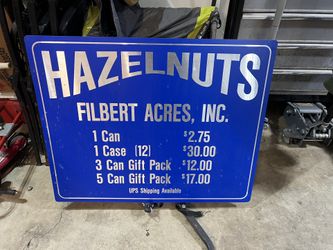 HAZELNUTS
FILBERT ACRES, INC.
1 Can $2.75
1 Case (12) $30.00
3 Can Gift Pack $12.00
5 Can Gift Pack $17.00
UPS Shipping Available